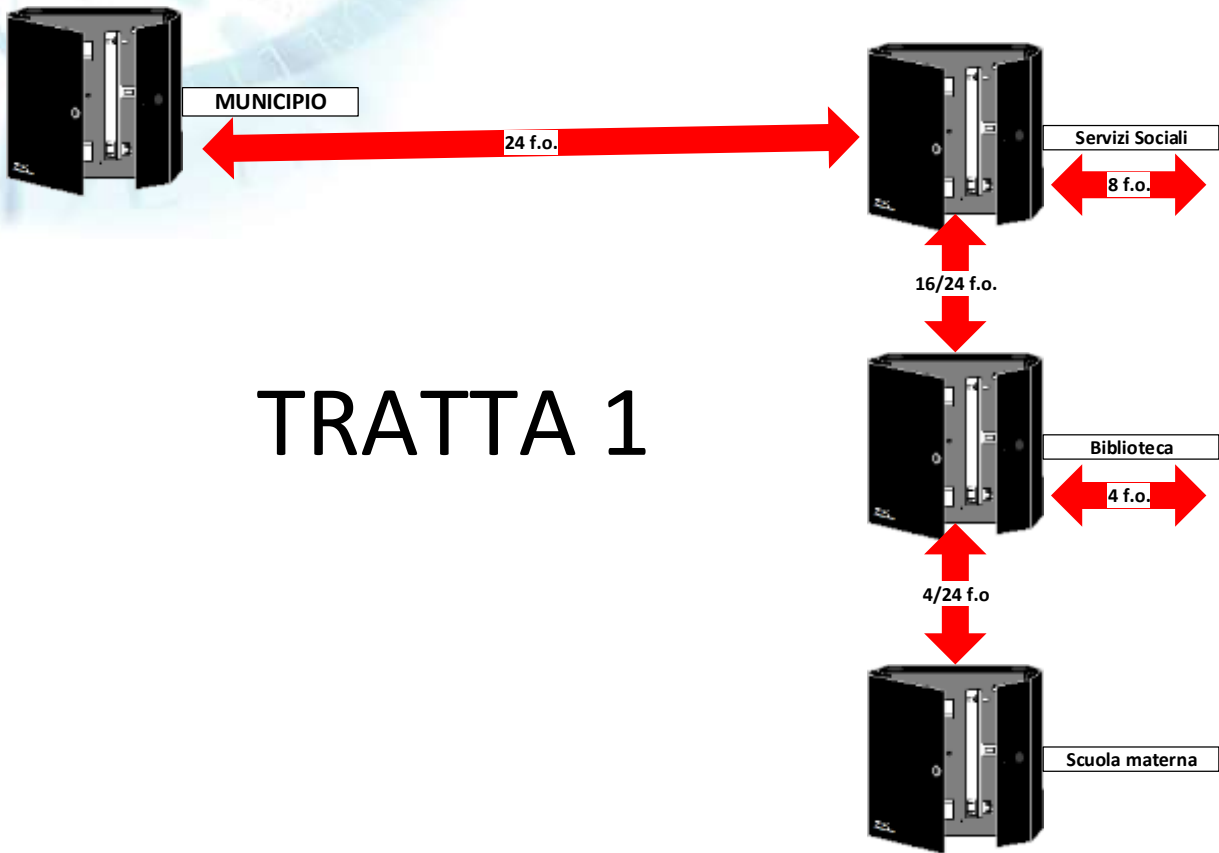 MUNICIPIO
24 f.o.
Servizi Sociali
8 f.o.
16/24 f.o.
TRATTA 1
Biblioteca
4 f.o.
4/24 f.o
Scuola materna